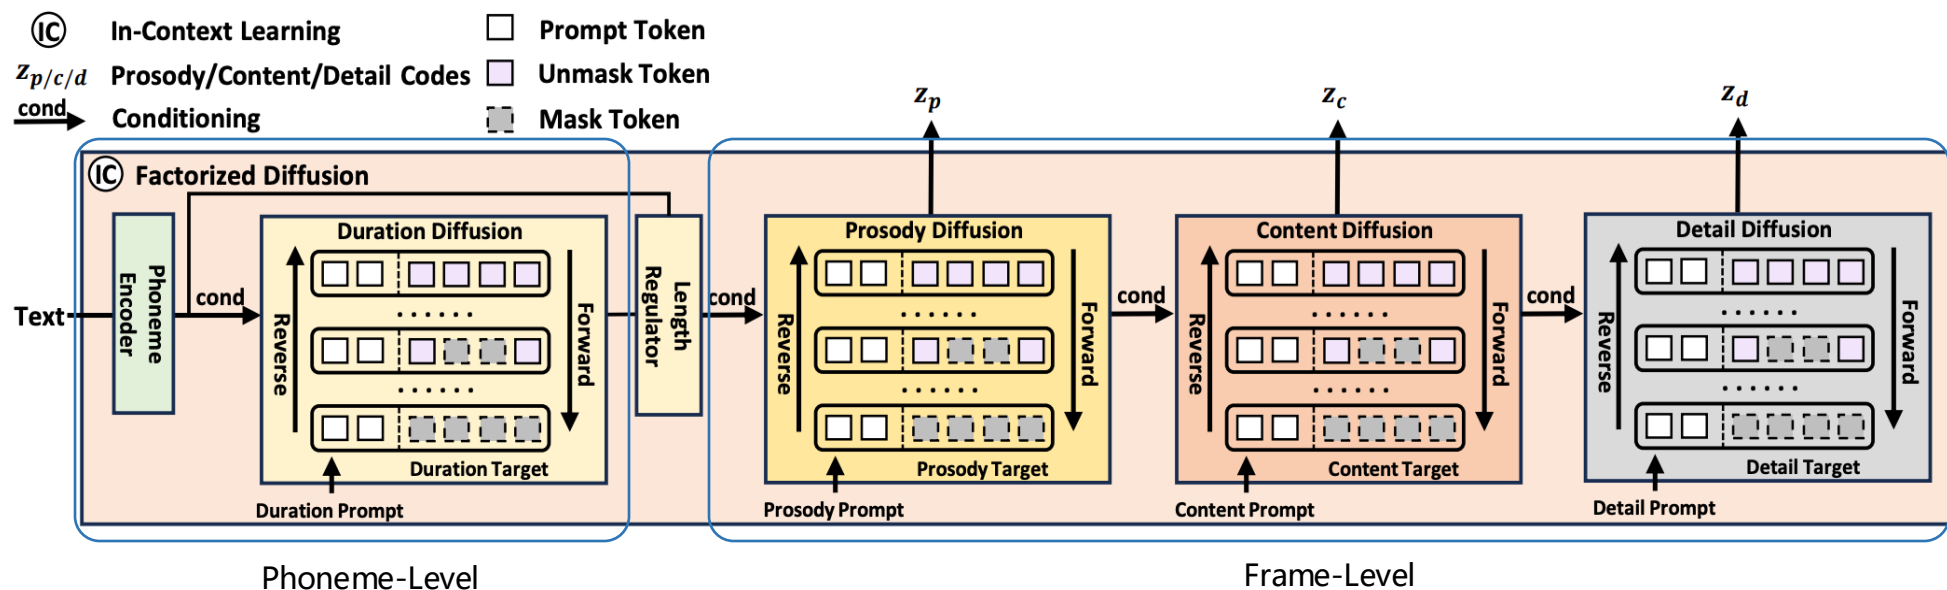 IC In-Context Learning
z_{p/c/d} Prosody/Content/Detail Codes
cond Conditioning
Prompt Token
Unmask Token
Mask Token
z_p
z_c
z_d
IC Factorized Diffusion
Text
Phoneme Encoder
cond
Duration Diffusion
Reverse
Forward
......
......
Duration Target
Duration Prompt
Length Regulator
cond
Prosody Diffusion
Reverse
Forward
......
......
Prosody Target
Prosody Prompt
cond
Content Diffusion
Reverse
Forward
......
......
Content Target
Content Prompt
cond
Detail Diffusion
Reverse
Forward
......
......
Detail Target
Detail Prompt
Phoneme-Level
Frame-Level